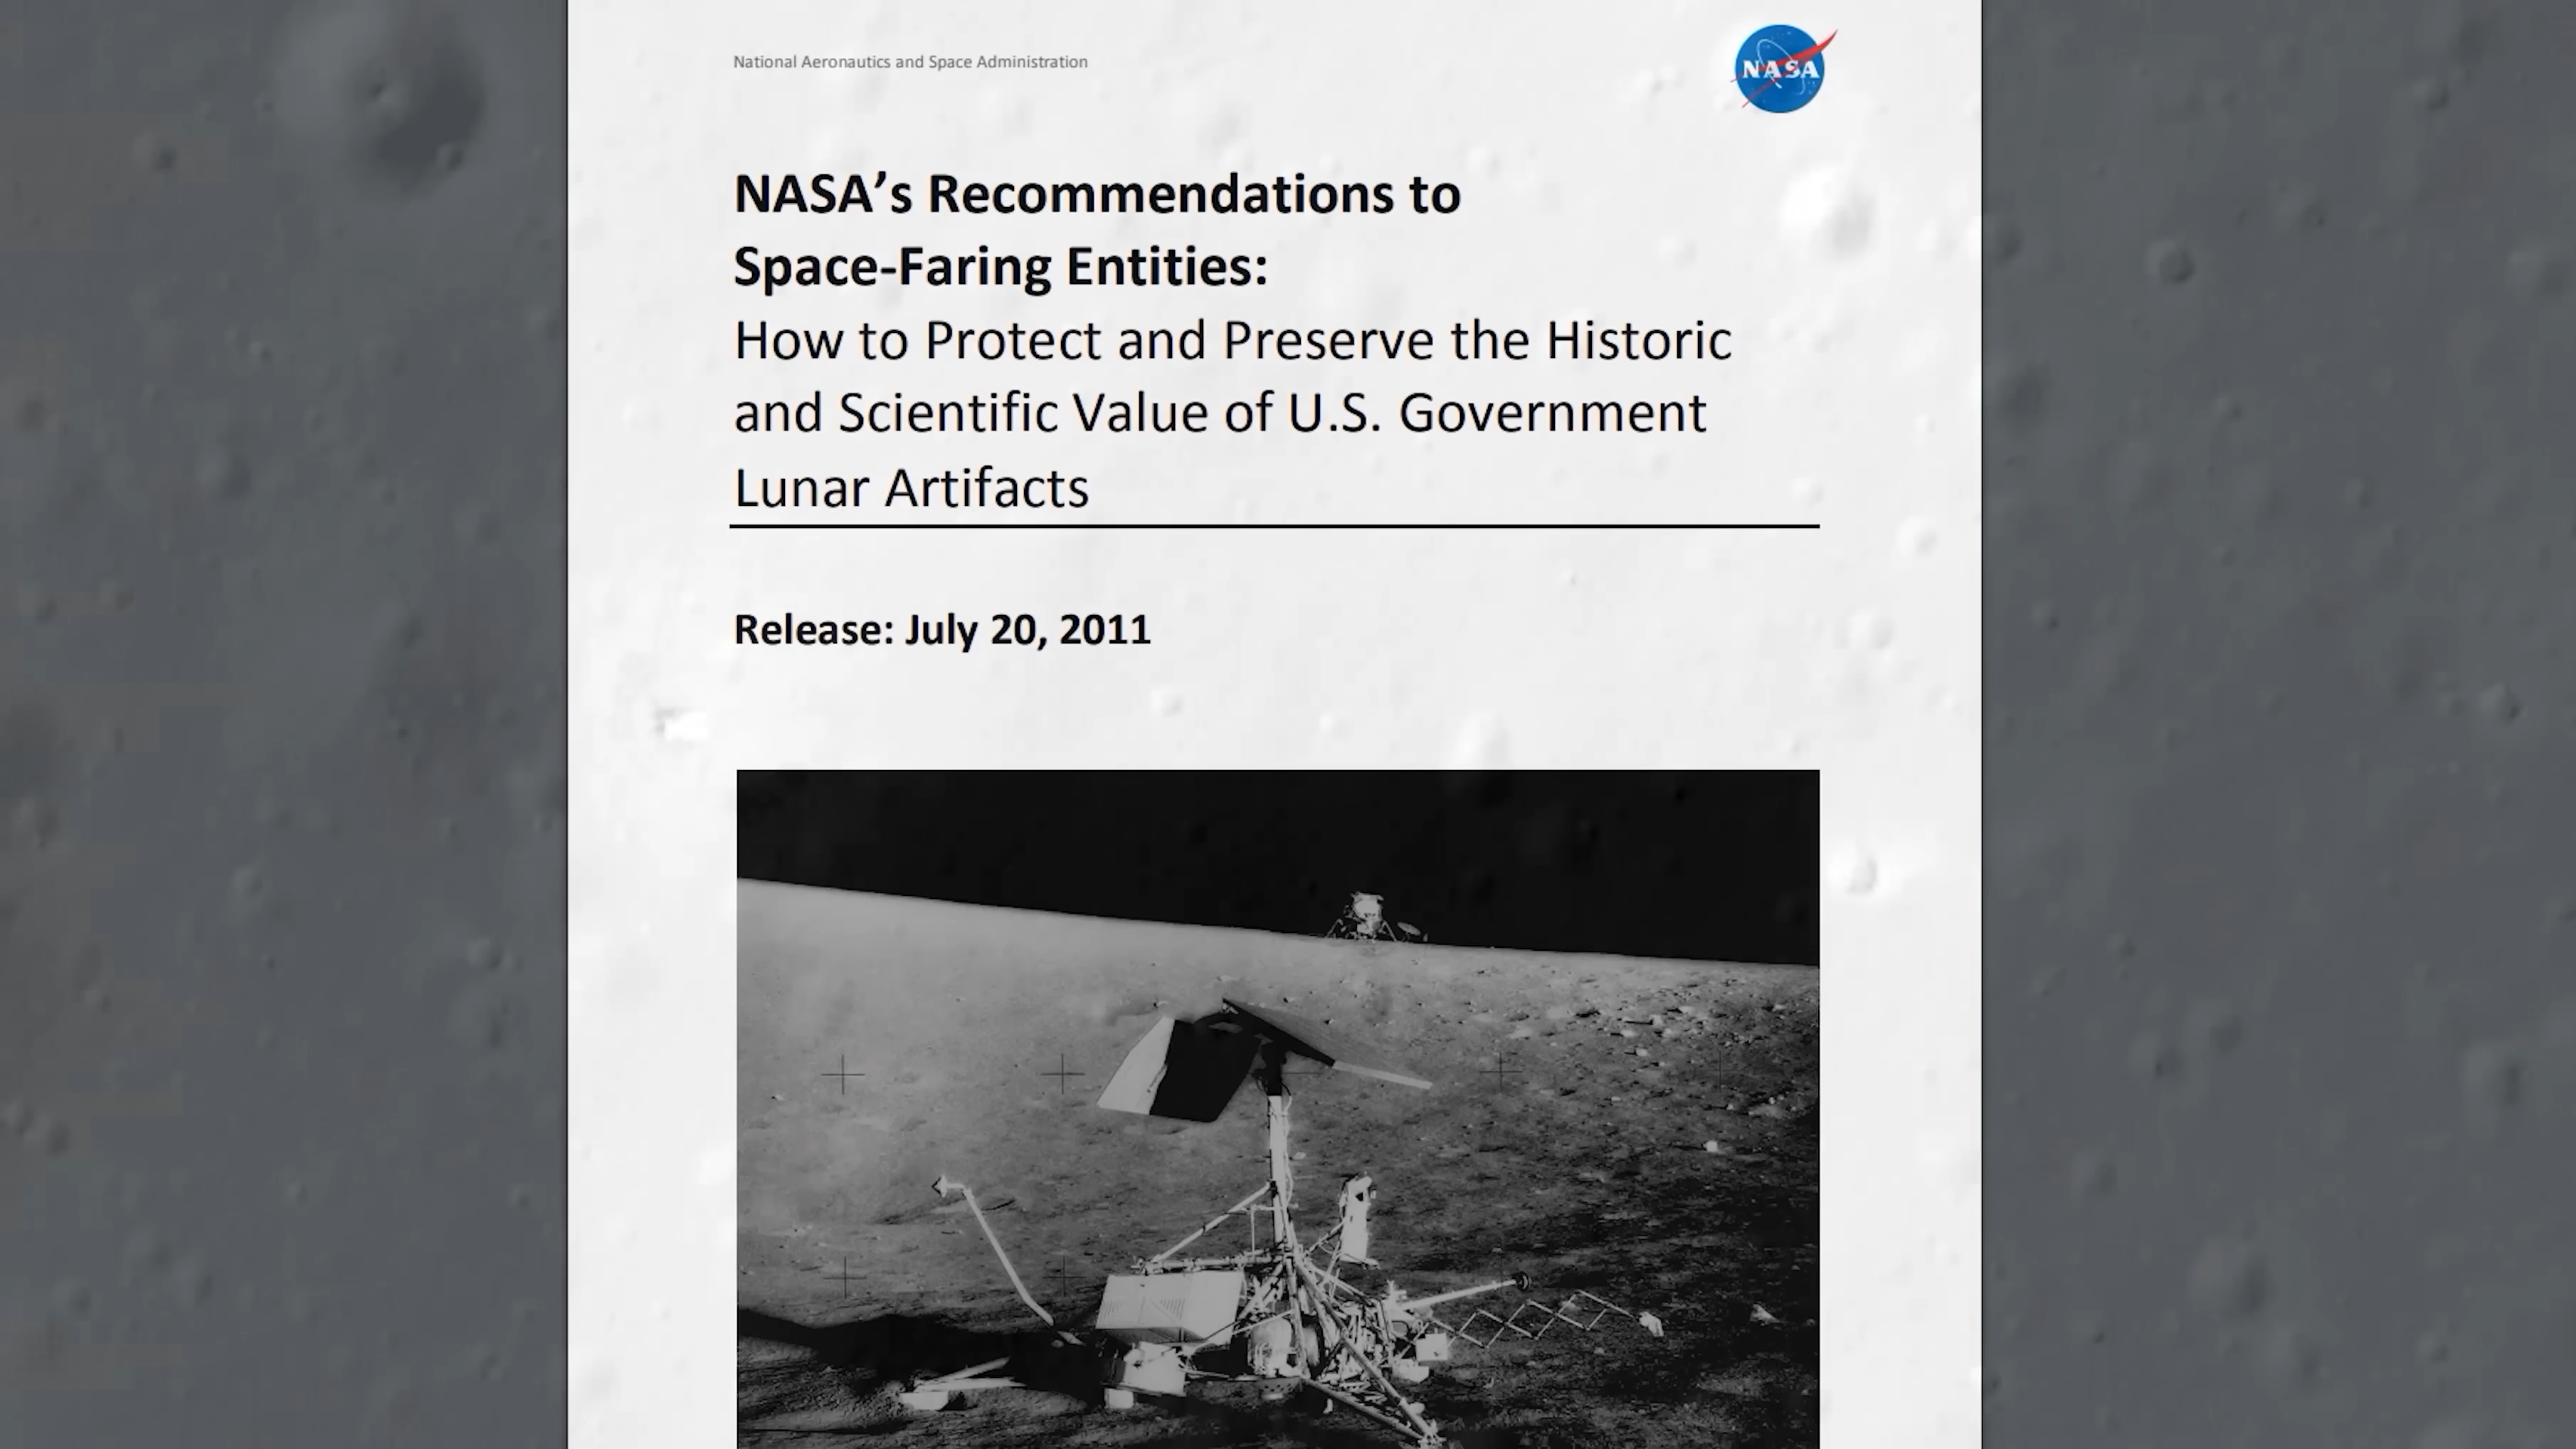 National Aeronautics and Space Administration
NASA
NASA’s Recommendations to
Space-Faring Entities:
How to Protect and Preserve the Historic
and Scientific Value of U.S. Government
Lunar Artifacts
Release: July 20, 2011